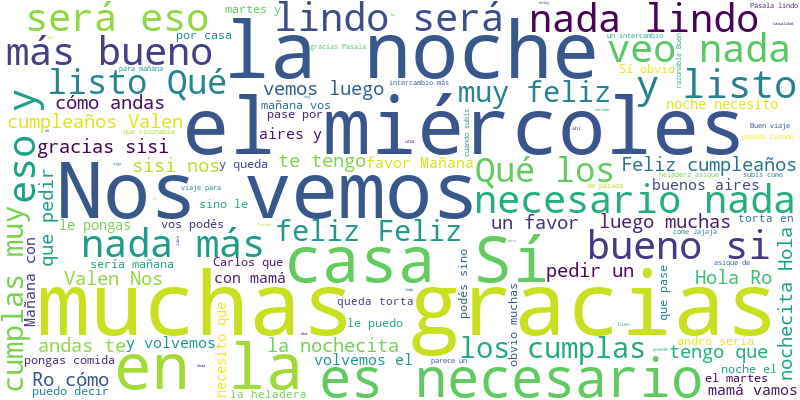 será eso
martes y
lindo será
nada lindo
Pasala lindo
más bueno
por casa
la noche
gracias Pasala
un intercambio
veo nada
para mañana
listo Qué
vemos luego
intercambio más
muy feliz
Sí obvio
y listo
cómo andas
mañana vos
pase por
noche necesito
cumpleaños Valen
el miércoles
aires y
que razonable
gracias sisi
eso y
Buen viaje
pasada cuando
cuando subis
razonable Buen
sisi nos
y queda
te tengo
favor Mañana
Qué los
Feliz cumpleaños
heladera asique
subis come
que pedir
viaje para
Nos vemos
de pasada
necesario nada
buenos aires
sino le
le pongas
vos podés
feliz Feliz
un favor
luego muchas
torta en
cumplas muy
nada más
casa Sí
bueno si
come Jajaja
Mañana con
sería mañana
Carlos que
con mamá
Valen Nos
podés sino
pedir un
asique de
Hola Ro
nochecita Hola
muchas gracias
que pase
necesito que
queda torta
le puedo
obvio muchas
andas te
y volvemos
la nochecita
los cumplas
andro sería
tengo que
pongas comida
en la
volvemos el
parece un
noche el
Ro cómo
es necesario
el martes
puedo decir
la heladera
mamá vamos